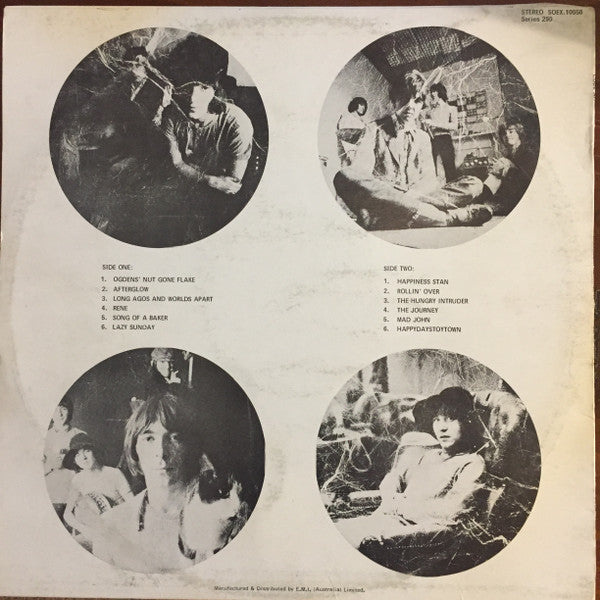 STEREO SOEX.10058
Series 290
SIDE ONE:
1. OGDENS' NUT GONE FLAKE
2. AFTERGLOW
3. LONG AGOS AND WORLDS APART
4. RENE
5. SONG OF A BAKER
6. LAZY SUNDAY
SIDE TWO:
1. HAPPINESS STAN
2. ROLLIN' OVER
3. THE HUNGRY INTRUDER
4. THE JOURNEY
5. MAD JOHN
6. HAPPYDAYSTOYTOWN
Manufactured & Distributed by E.M.I. (Australia) Limited.